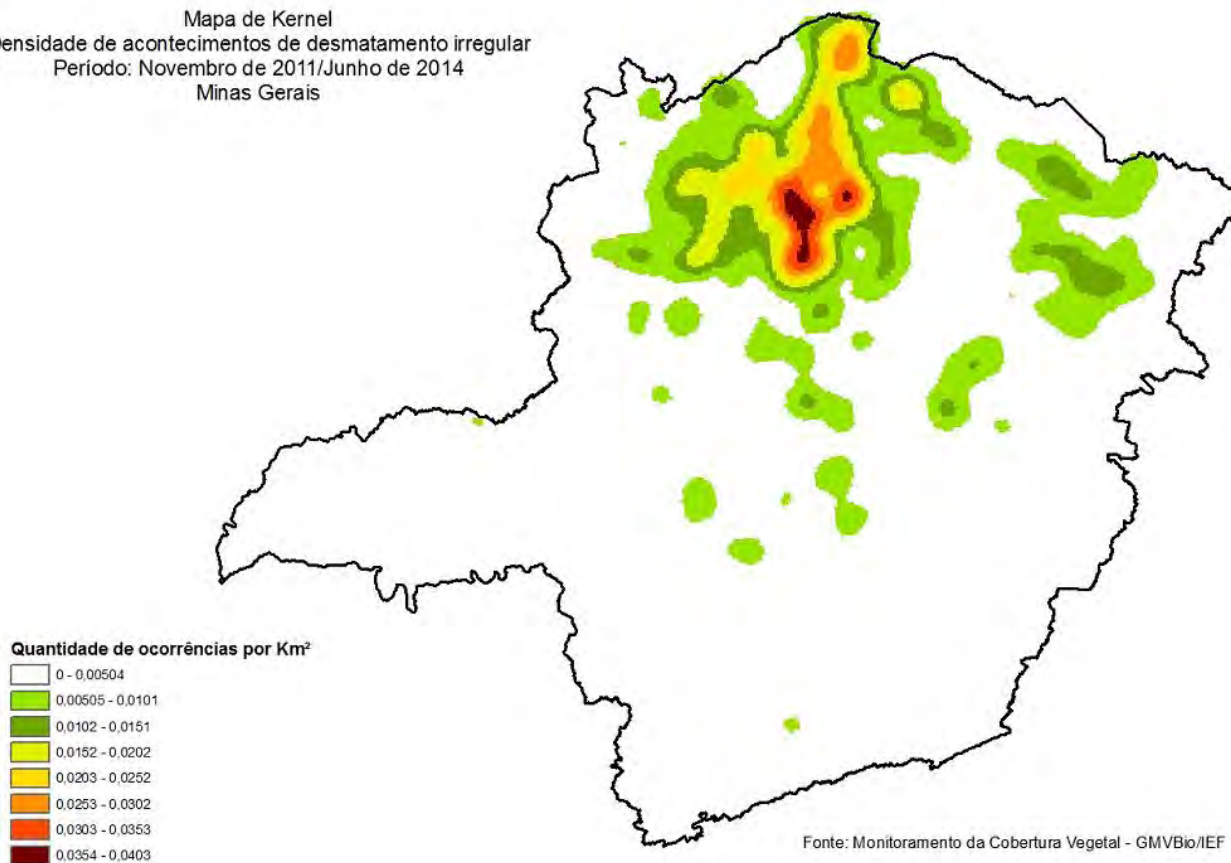 Mapa de Kernel
ensidade de acontecimentos de desmatamento irregular
Período: Novembro de 2011/Junho de 2014
Minas Gerais
Quantidade de ocorrências por Km²
0 - 0,00504
0,00505 - 0,0101
0,0102 - 0,0151
0,0152 - 0,0202
0,0203 - 0,0252
0,0253 - 0,0302
0,0303 - 0,0353
0,0354 - 0,0403
Fonte: Monitoramento da Cobertura Vegetal - GMVBio/IEF